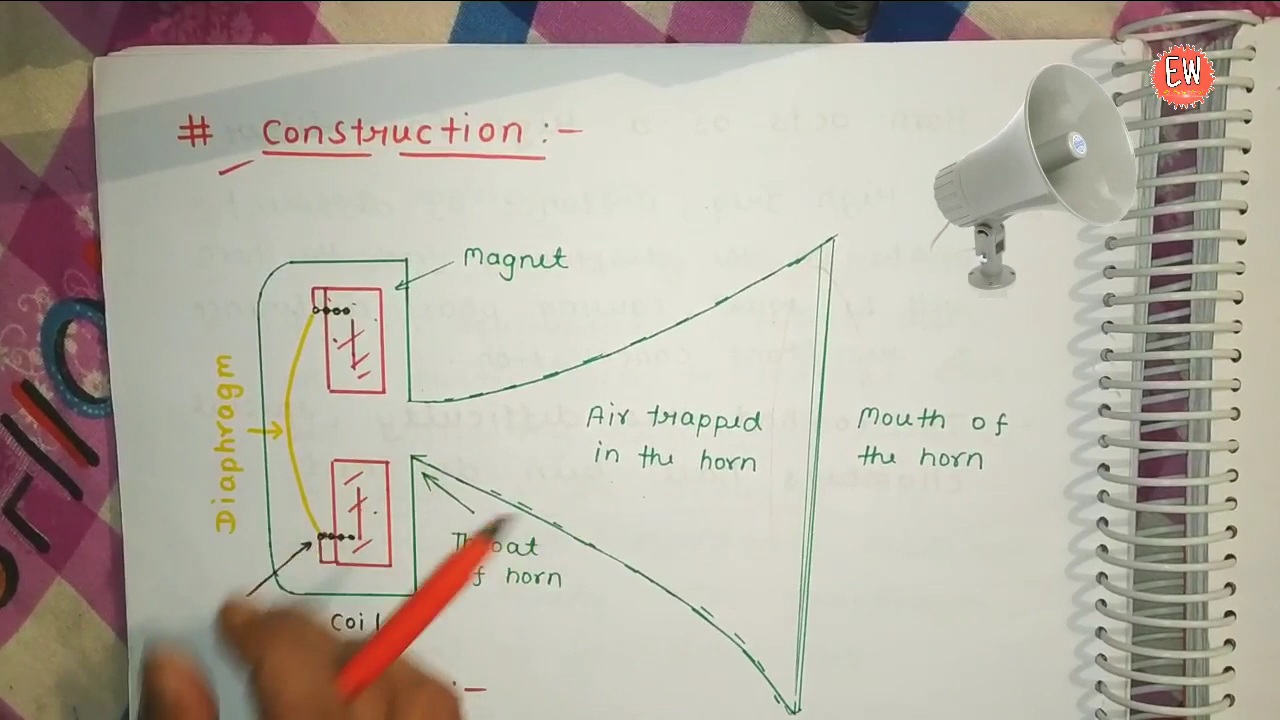 EW
# Construction :-
Magnet
Diaphragm
Air trapped
in the horn
Mouth of
the horn
Throat
of horn
Coil
:-